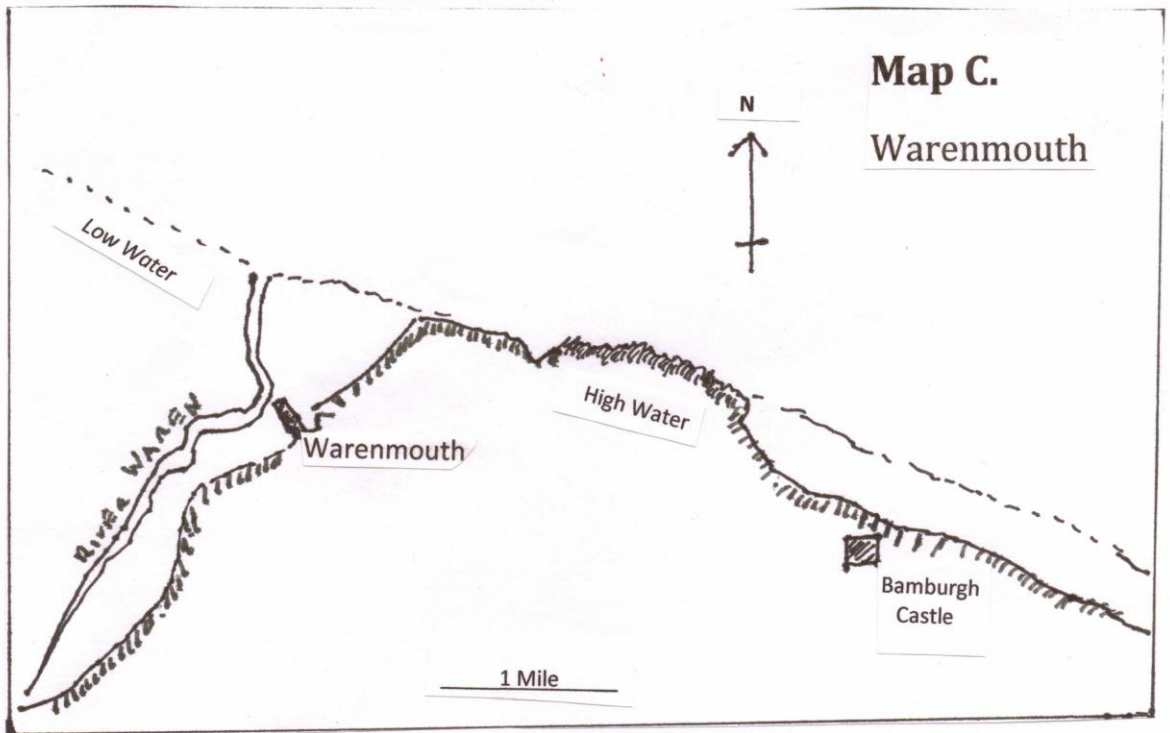 Map C.
Warenmouth
N
Low Water
High Water
RIVER WAREN
Warenmouth
Bamburgh
Castle
1 Mile